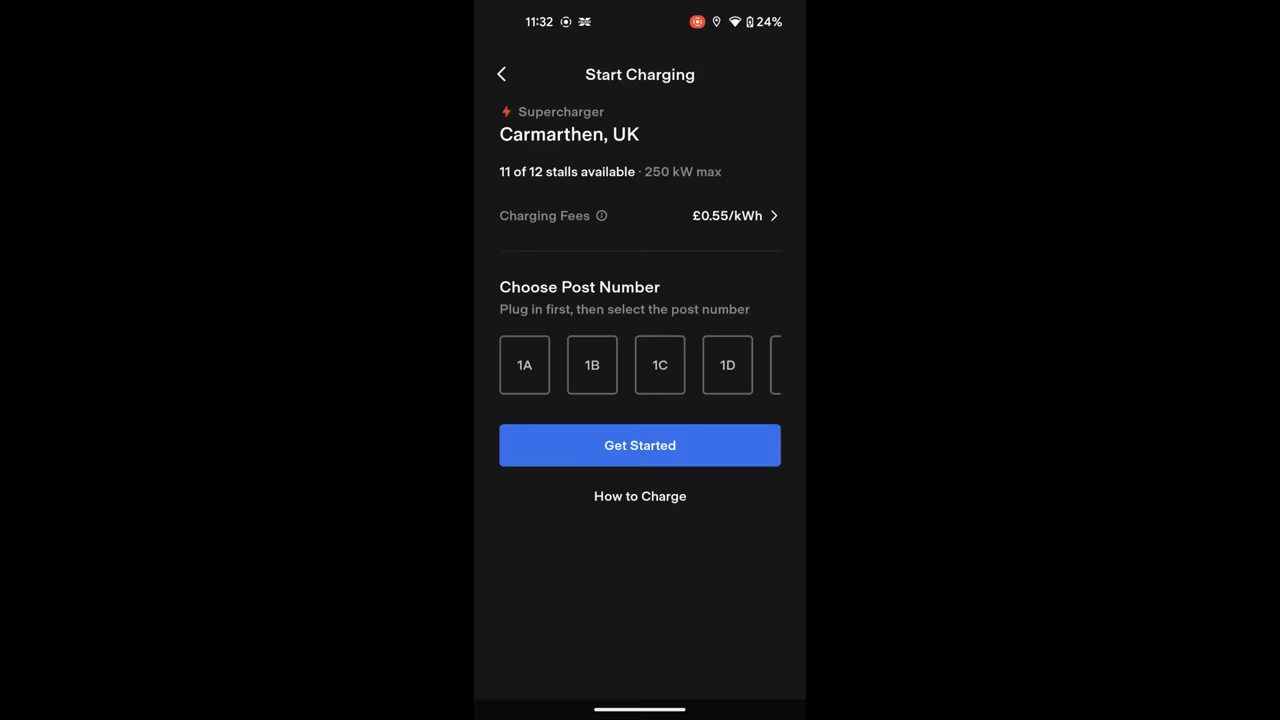 11:32 24%
Start Charging
Supercharger
Carmarthen, UK
11 of 12 stalls available · 250 kW max
Charging Fees £0.55/kWh
Choose Post Number
Plug in first, then select the post number
1A 1B 1C 1D
Get Started
How to Charge